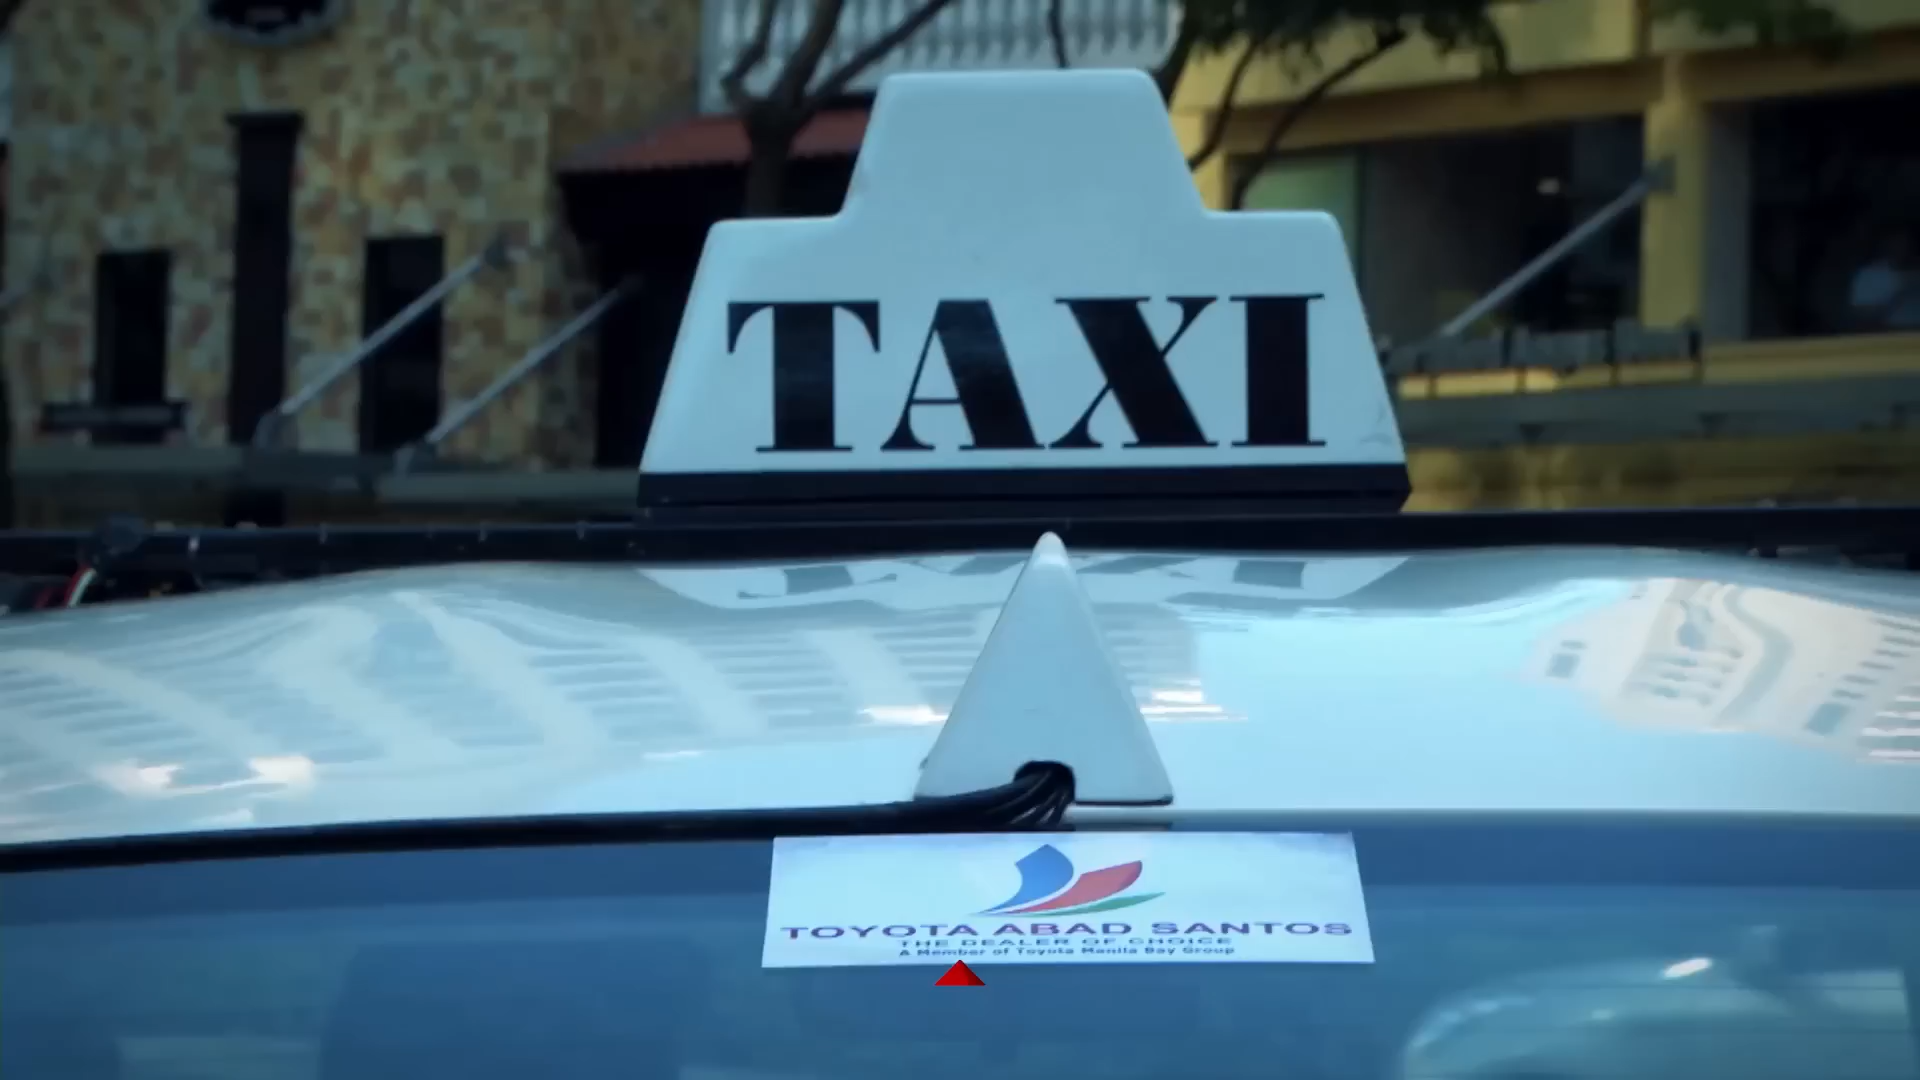 TAXI
TOYOTA ABAD SANTOS
THE DEALER OF CHOICE
A Member of Toyota Manila Bay Group